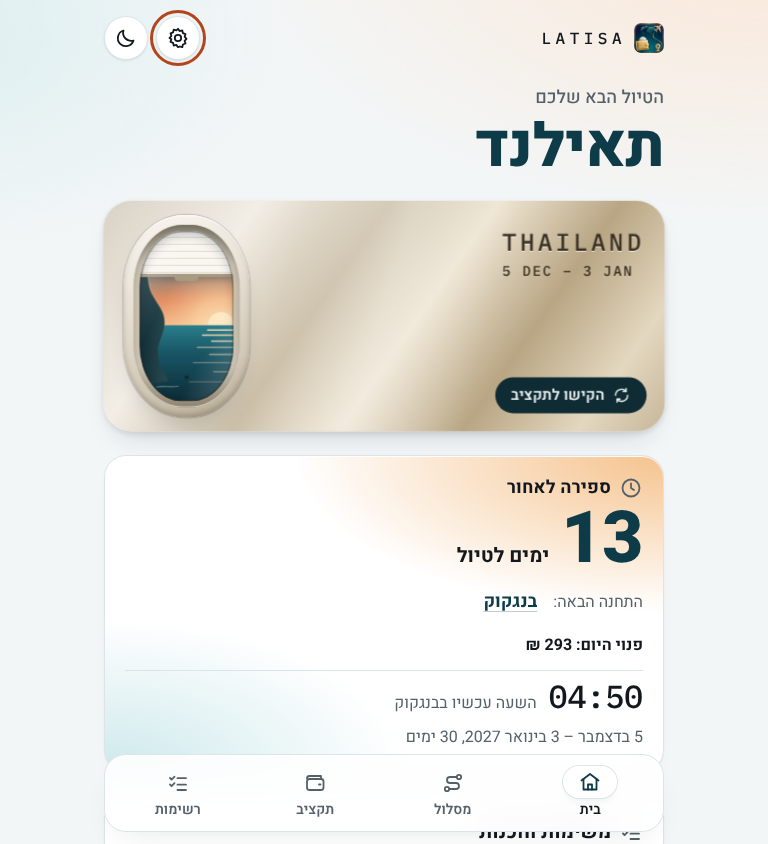 LATISA
הטיול הבא שלכם
תאילנד
THAILAND
5 DEC – 3 JAN
הקישו לתקציב
ספירה לאחור
13 ימים לטיול
התחנה הבאה: בנגקוק
פנוי היום: 293 ₪
04:50 השעה עכשיו בבנגקוק
5 בדצמבר – 3 בינואר 2027, 30 ימים
בית
מסלול
תקציב
רשימות
משימות והכנות